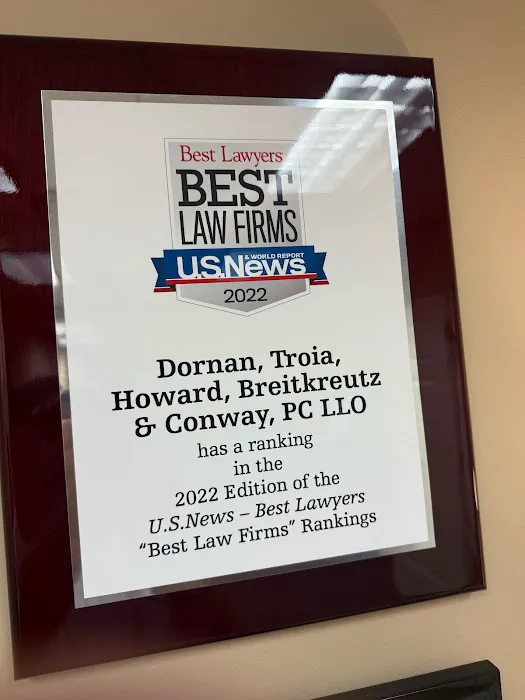 Best Lawyers
BEST
LAW FIRMS
U.S.News & WORLD REPORT
2022
Dornan, Troia,
Howard, Breitkreutz
& Conway, PC LLO
has a ranking
in the
2022 Edition of the
U.S.News – Best Lawyers
“Best Law Firms” Rankings